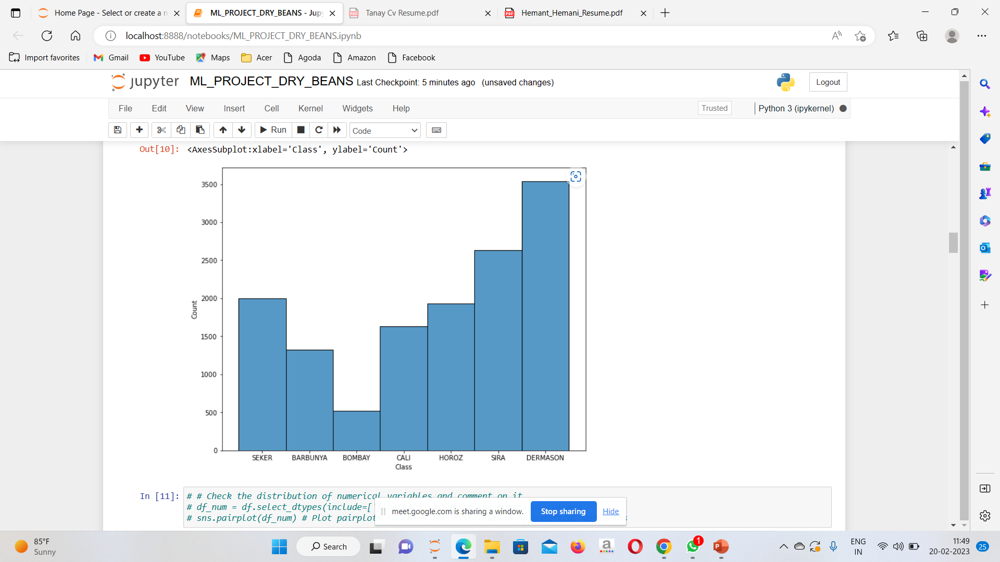 Home Page - Select or create a n
ML_PROJECT_DRY_BEANS - Jup
Tanay Cv Resume.pdf
Hemant_Hemani_Resume.pdf
localhost:8888/notebooks/ML_PROJECT_DRY_BEANS.ipynb
Import favorites
Gmail
YouTube
Maps
Acer
Agoda
Amazon
Facebook
jupyter ML_PROJECT_DRY_BEANS Last Checkpoint: 5 minutes ago (unsaved changes)
Logout
File Edit View Insert Cell Kernel Widgets Help
Trusted
Python 3 (ipykernel)
Run
Code
Out[10]: <AxesSubplot:xlabel='Class', ylabel='Count'>
3500
3000
2500
2000
1500
1000
500
0
Count
SEKER BARBUNYA BOMBAY CALI HOROZ SIRA DERMASON
Class
In [11]: # # Check the distribution of numerical variables and comment on it
# df_num = df.select_dtypes(include=['
# sns.pairplot(df_num) # Plot pairplot
meet.google.com is sharing a window.
Stop sharing
Hide
85°F
Sunny
Search
1
ENG
IN
11:49
20-02-2023
25